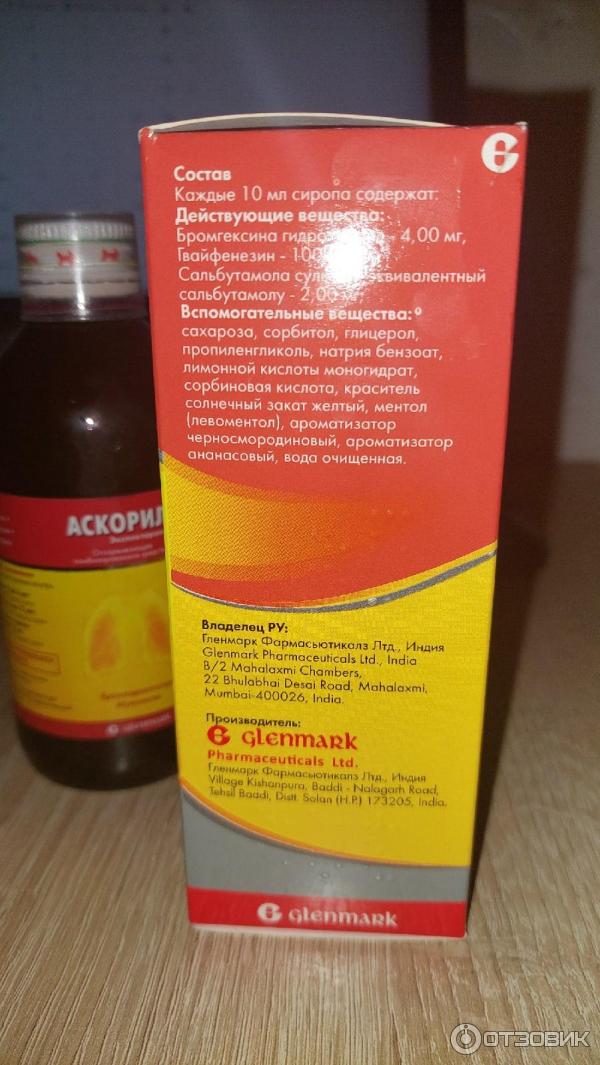 Состав
Каждые 10 мл сиропа содержат:
Действующие вещества:
Бромгексина - 4,00 мг,
Гвайфенезин -
Сальбутамола
сальбутамолу - 2,00
Вспомогательные вещества:
сахароза, сорбитол, глицерол,
пропиленгликоль, натрия бензоат,
лимонной кислоты моногидрат,
сорбиновая кислота, краситель
солнечный закат желтый, ментол
(левоментол), ароматизатор
черносмородиновый, ароматизатор
ананасовый, вода очищенная.
Владелец РУ:
Гленмарк Фармасьютикалз Лтд., Индия
Glenmark Pharmaceuticals Ltd., India
B/2 Mahalaxmi Chambers,
22 Bhulabhai Desai Road, Mahalaxmi,
Mumbai-400026, India.
Производитель:
glenmark
Pharmaceuticals Ltd.
Гленмарк Фармасьютикалз Лтд., Индия
Village Kishanpura, Baddi - Nalagarh Road,
Tehsil Baddi, Distt. Solan (H.P.) 173205, India.
glenmark
АСКОРИЛ
glenmark
ОТЗОВИК